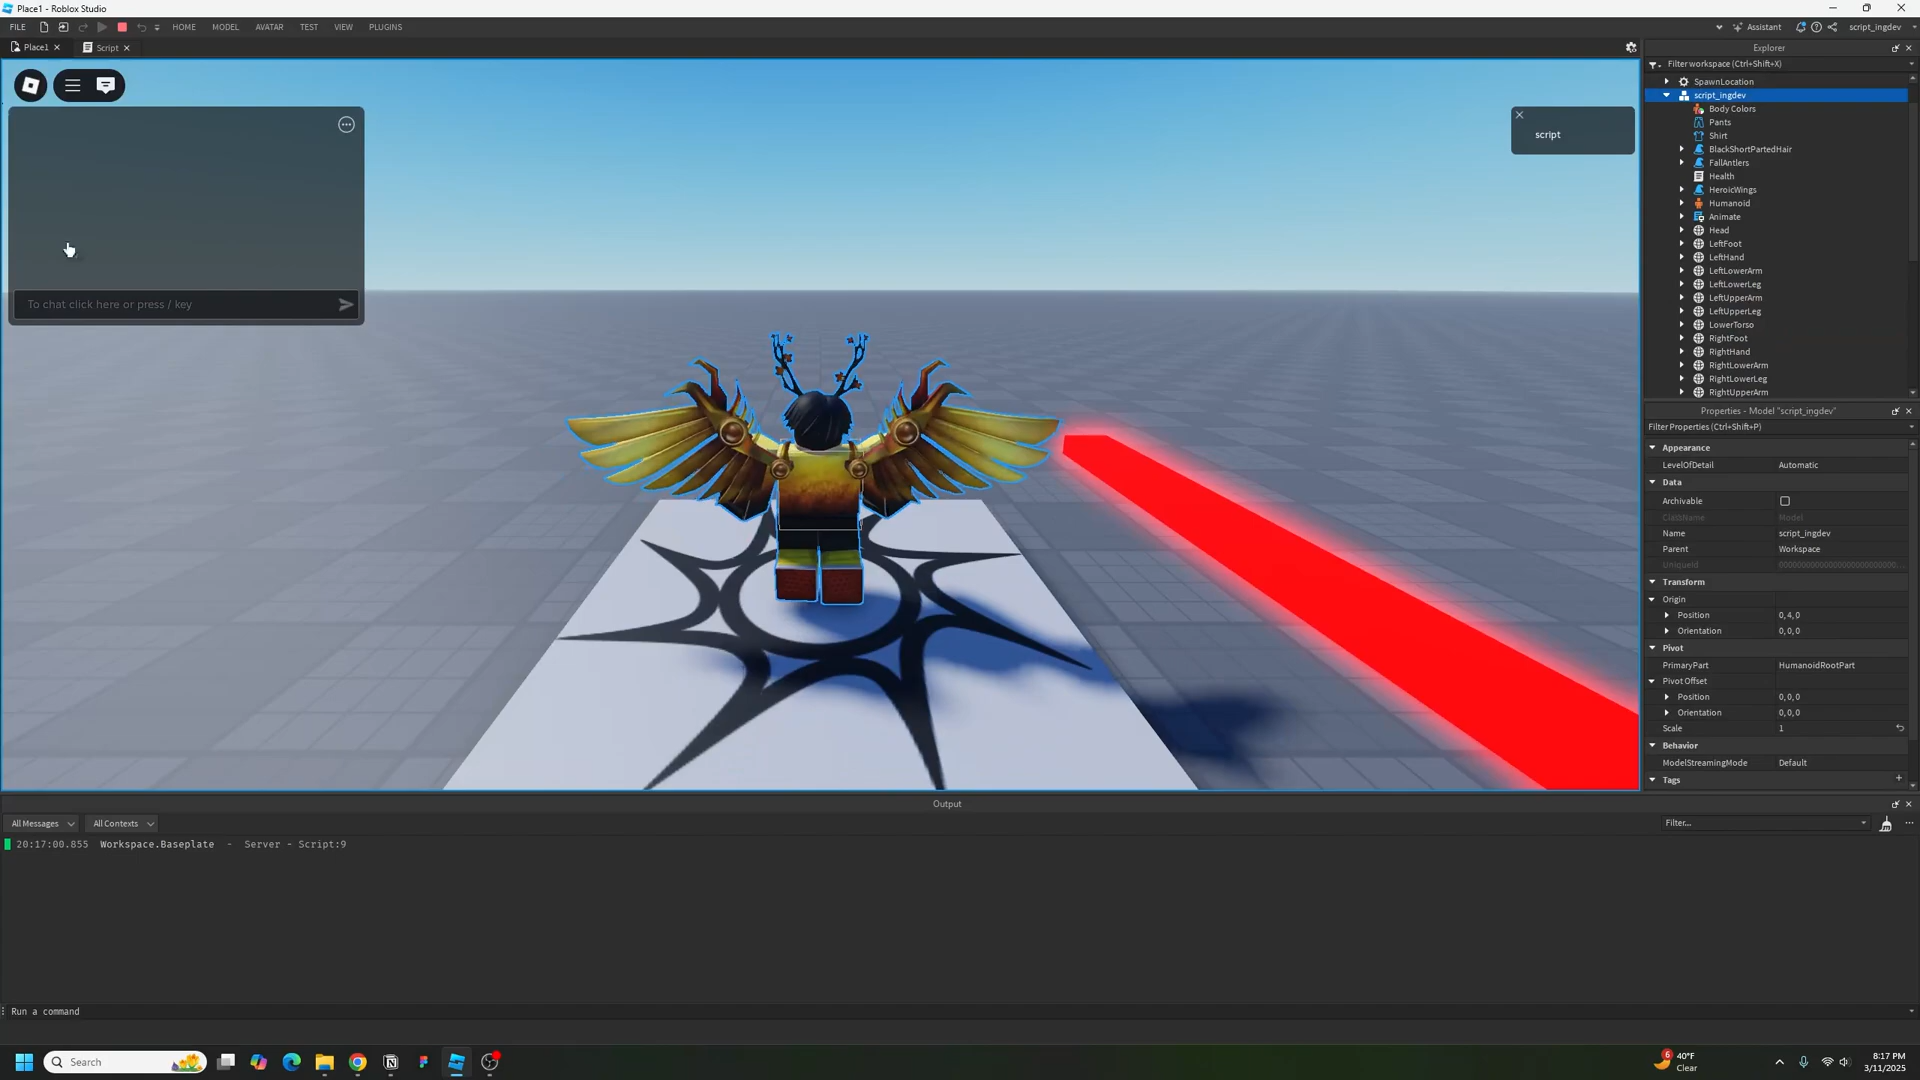 Place1 - Roblox Studio
FILE HOME MODEL AVATAR TEST VIEW PLUGINS Assistant script_ingdev
Place1 Script
To chat click here or press / key
script
Explorer
Filter workspace (Ctrl+Shift+X)
SpawnLocation
script_ingdev
Body Colors
Pants
Shirt
BlackShortPartedHair
FallAntlers
Health
HeroicWings
Humanoid
Animate
Head
LeftFoot
LeftHand
LeftLowerArm
LeftLowerLeg
LeftUpperArm
LeftUpperLeg
LowerTorso
RightFoot
RightHand
RightLowerArm
RightLowerLeg
RightUpperArm
Properties - Model "script_ingdev"
Filter Properties (Ctrl+Shift+P)
Appearance
LevelOfDetail Automatic
Data
Archivable
ClassName Model
Name script_ingdev
Parent Workspace
UniqueId
Transform
Origin
Position 0, 4, 0
Orientation 0, 0, 0
Pivot
PrimaryPart HumanoidRootPart
Pivot Offset
Position 0, 0, 0
Orientation 0, 0, 0
Scale 1
Behavior
ModelStreamingMode Default
Tags
Output
All Messages All Contexts Filter...
20:17:00.855 Workspace.Baseplate - Server - Script:9
Run a command
Search
6
40°F
Clear
8:17 PM
3/11/2025